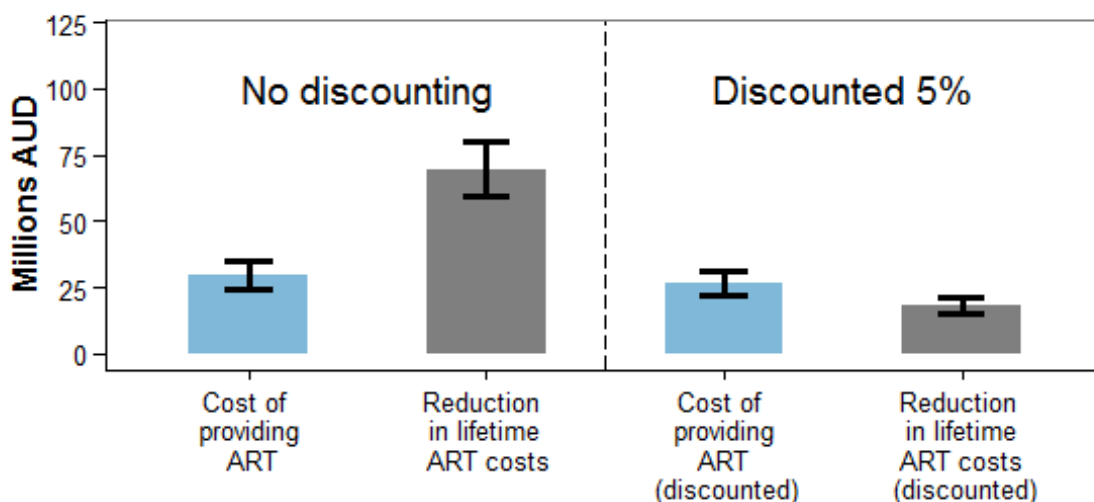 Millions AUD
125
100
75
50
25
0
No discounting
Discounted 5%
Cost of
providing
ART
Reduction
in lifetime
ART costs
Cost of
providing
ART
(discounted)
Reduction
in lifetime
ART costs
(discounted)